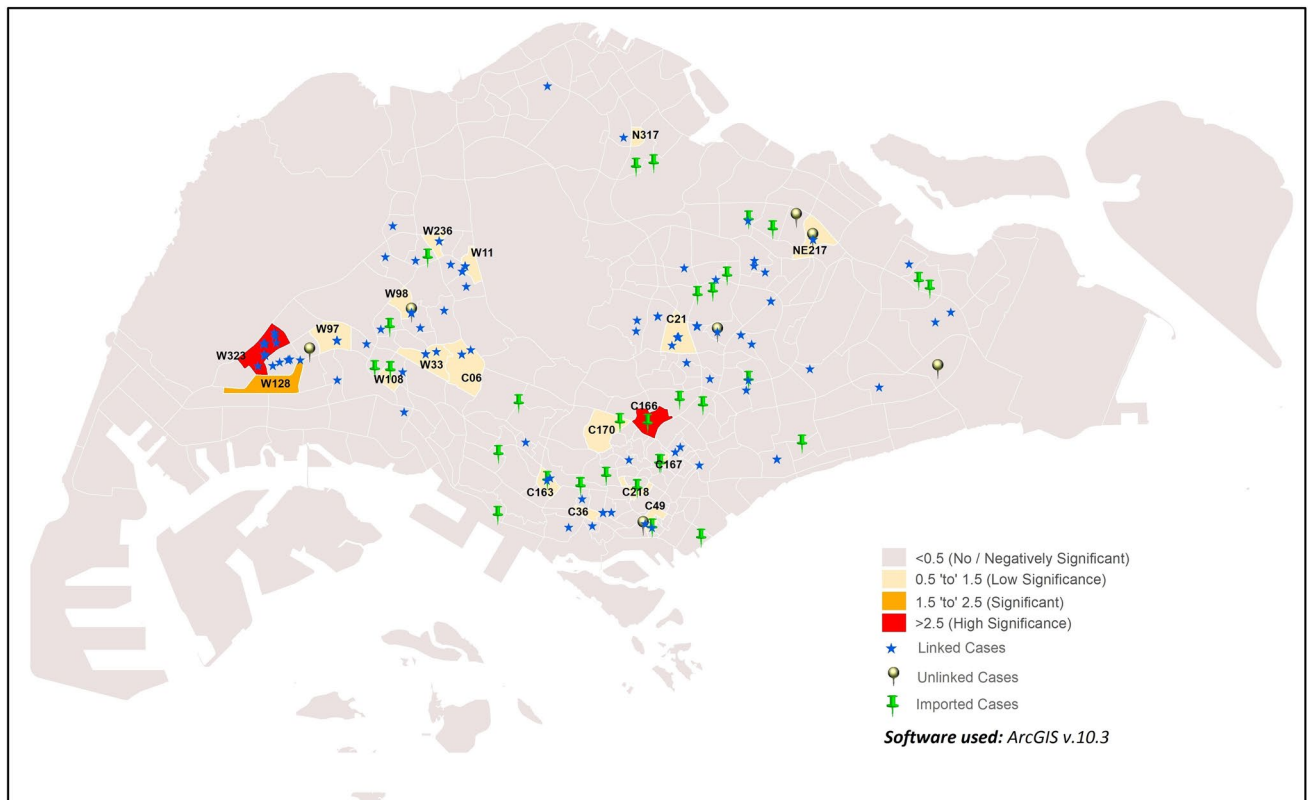 N317
W236
W11
NE217
W98
C21
W97
W323
W33
W108
C06
W128
C166
C170
C167
C163
C218
C36
C49
<0.5 (No / Negatively Significant)
0.5 'to' 1.5 (Low Significance)
1.5 'to' 2.5 (Significant)
>2.5 (High Significance)
Linked Cases
Unlinked Cases
Imported Cases
Software used: ArcGIS v.10.3